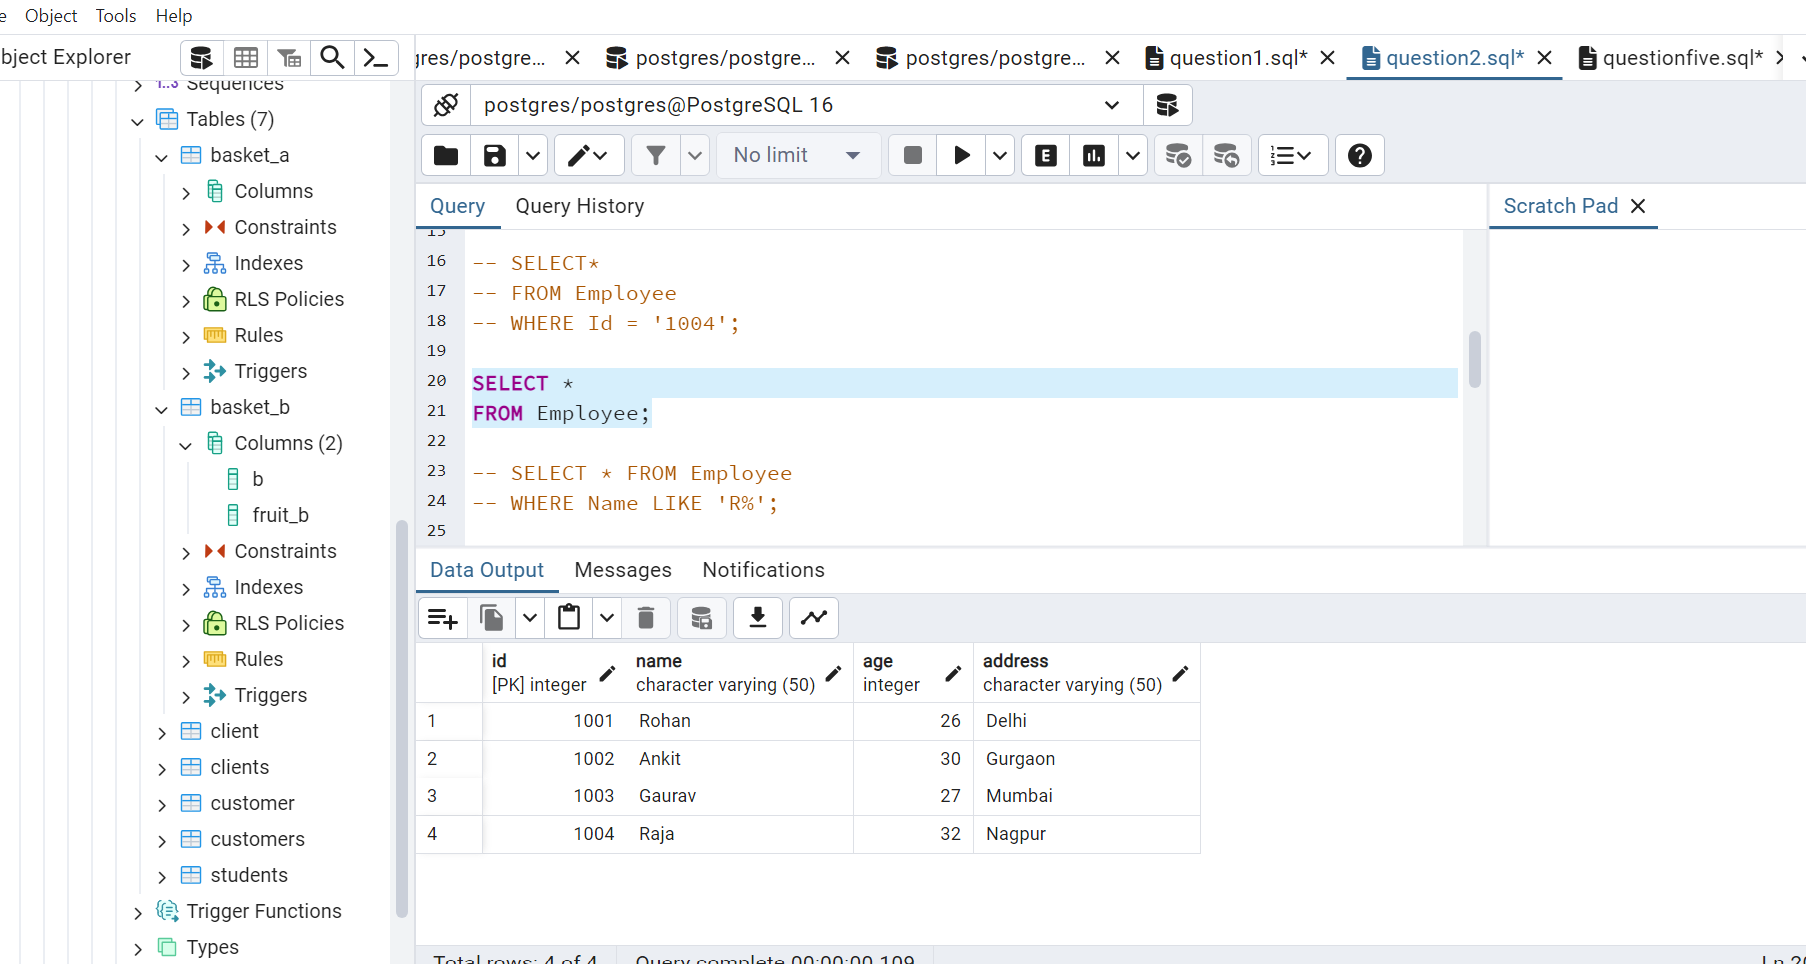 Object Tools Help
bject Explorer
gres/postgre...
postgres/postgre...
postgres/postgre...
question1.sql*
question2.sql*
questionfive.sql*
Sequences
Tables (7)
basket_a
Columns
Constraints
Indexes
RLS Policies
Rules
Triggers
basket_b
Columns (2)
b
fruit_b
Constraints
Indexes
RLS Policies
Rules
Triggers
client
clients
customer
customers
students
Trigger Functions
Types
postgres/postgres@PostgreSQL 16
No limit
E
Query Query History
Scratch Pad
15
16 -- SELECT*
17 -- FROM Employee
18 -- WHERE Id = '1004';
19
20 SELECT *
21 FROM Employee;
22
23 -- SELECT * FROM Employee
24 -- WHERE Name LIKE 'R%';
25
Data Output Messages Notifications
id name age address
[PK] integer character varying (50) integer character varying (50)
1 1001 Rohan 26 Delhi
2 1002 Ankit 30 Gurgaon
3 1003 Gaurav 27 Mumbai
4 1004 Raja 32 Nagpur
Total rows: 4 of 4 Query complete 00:00:00.109